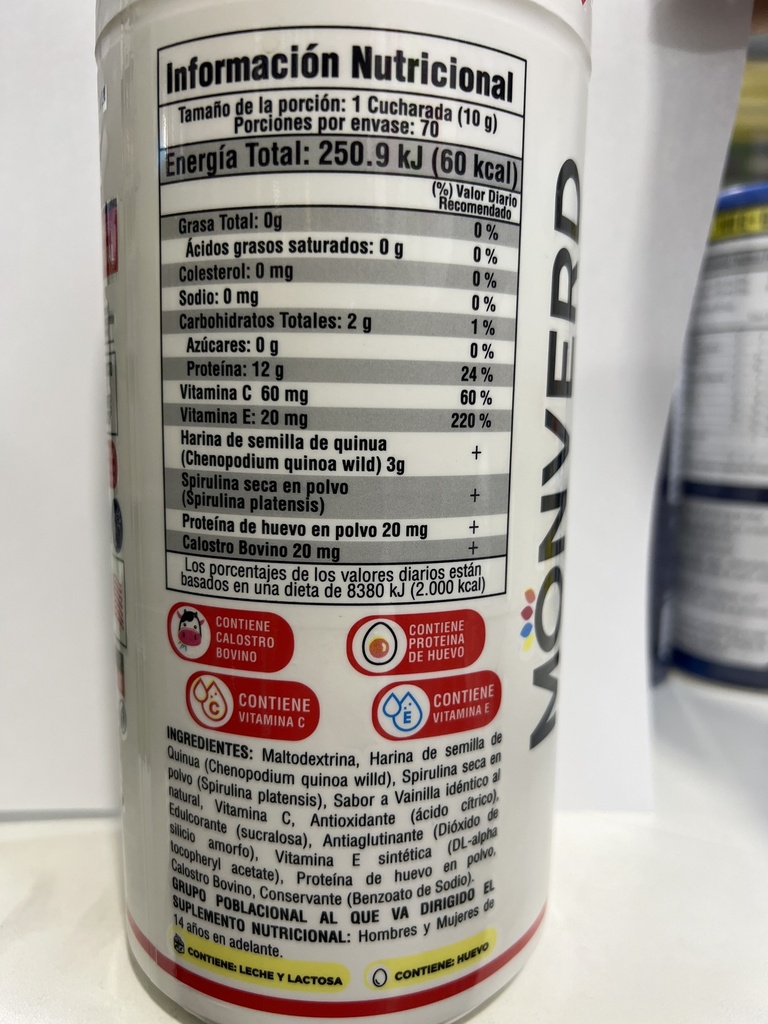 Información Nutricional
Tamaño de la porción: 1 Cucharada (10 g)
Porciones por envase: 70
Energía Total: 250.9 kJ (60 kcal)
(%) Valor Diario
Recomendado
Grasa Total: 0g 0 %
Ácidos grasos saturados: 0 g 0 %
Colesterol: 0 mg 0 %
Sodio: 0 mg 0 %
Carbohidratos Totales: 2 g 1 %
Azúcares: 0 g 0 %
Proteína: 12 g 24 %
Vitamina C 60 mg 60 %
Vitamina E: 20 mg 220 %
Harina de semilla de quinua
(Chenopodium quinoa wild) 3g +
Spirulina seca en polvo
(Spirulina platensis) +
Proteína de huevo en polvo 20 mg +
Calostro Bovino 20 mg +
Los porcentajes de los valores diarios están
basados en una dieta de 8380 kJ (2.000 kcal)
CONTIENE
CALOSTRO
BOVINO
CONTIENE
PROTEINA
DE HUEVO
C
CONTIENE
VITAMINA C
E
CONTIENE
VITAMINA E
INGREDIENTES: Maltodextrina, Harina de semilla de
Quinua (Chenopodium quinoa willd), Spirulina seca en
polvo (Spirulina platensis), Sabor a Vainilla idéntico al
natural, Vitamina C, Antioxidante (ácido cítrico),
Edulcorante (sucralosa), Antiaglutinante (Dióxido de
silicio amorfo), Vitamina E sintética (DL-alpha
tocopheryl acetate), Proteína de huevo en polvo,
Calostro Bovino, Conservante (Benzoato de Sodio).
GRUPO POBLACIONAL AL QUE VA DIRIGIDO EL
SUPLEMENTO NUTRICIONAL: Hombres y Mujeres de
14 años en adelante.
CONTIENE: LECHE Y LACTOSA
CONTIENE: HUEVO
MONVERD